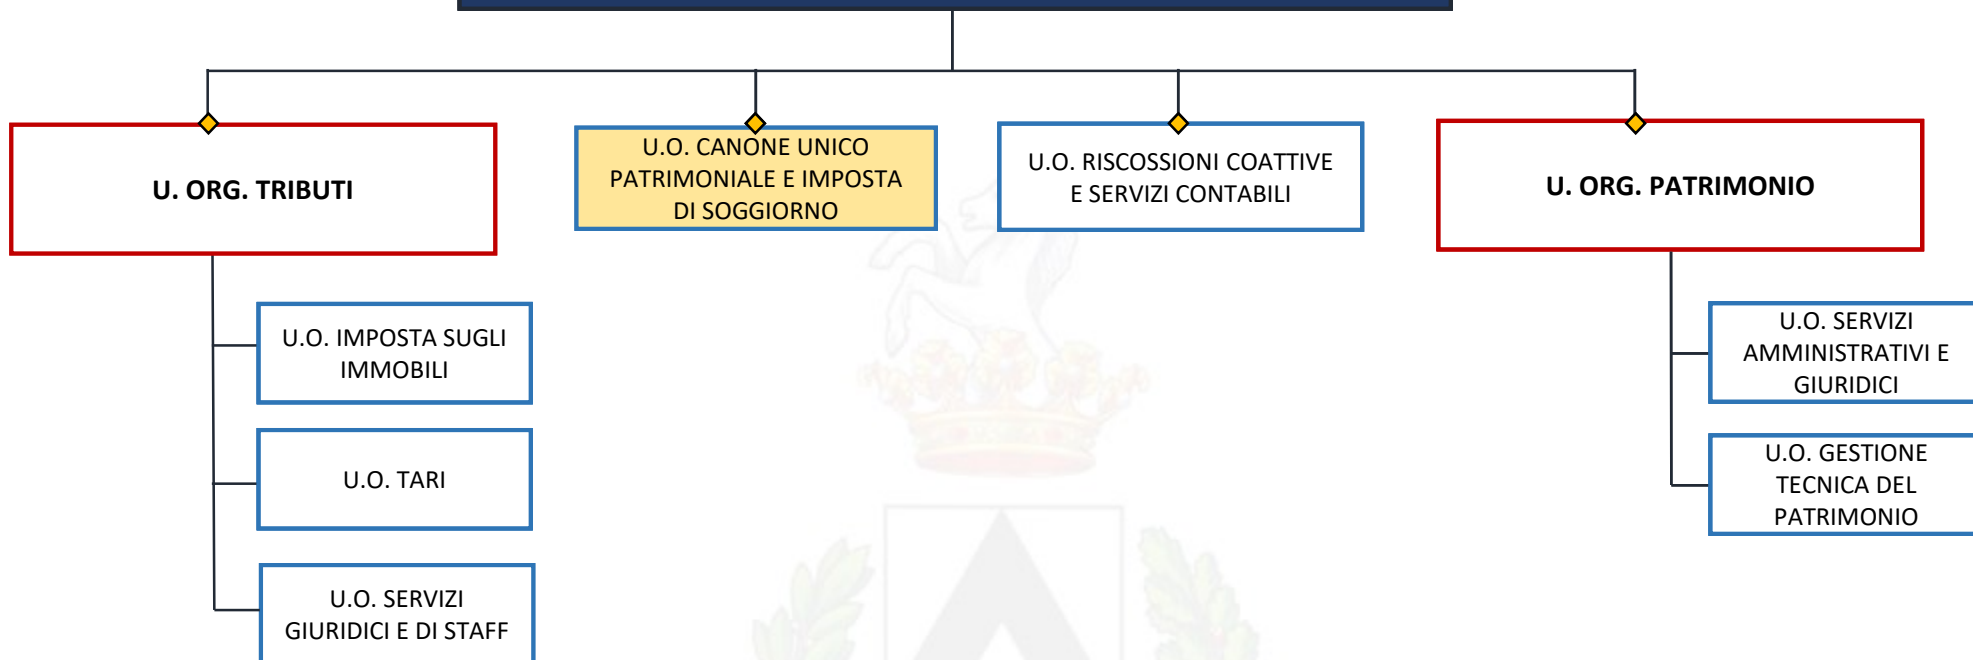 U. ORG. TRIBUTI
U.O. CANONE UNICO
PATRIMONIALE E IMPOSTA
DI SOGGIORNO
U.O. RISCOSSIONI COATTIVE
E SERVIZI CONTABILI
U. ORG. PATRIMONIO
U.O. IMPOSTA SUGLI
IMMOBILI
U.O. TARI
U.O. SERVIZI
GIURIDICI E DI STAFF
U.O. SERVIZI
AMMINISTRATIVI E
GIURIDICI
U.O. GESTIONE
TECNICA DEL
PATRIMONIO